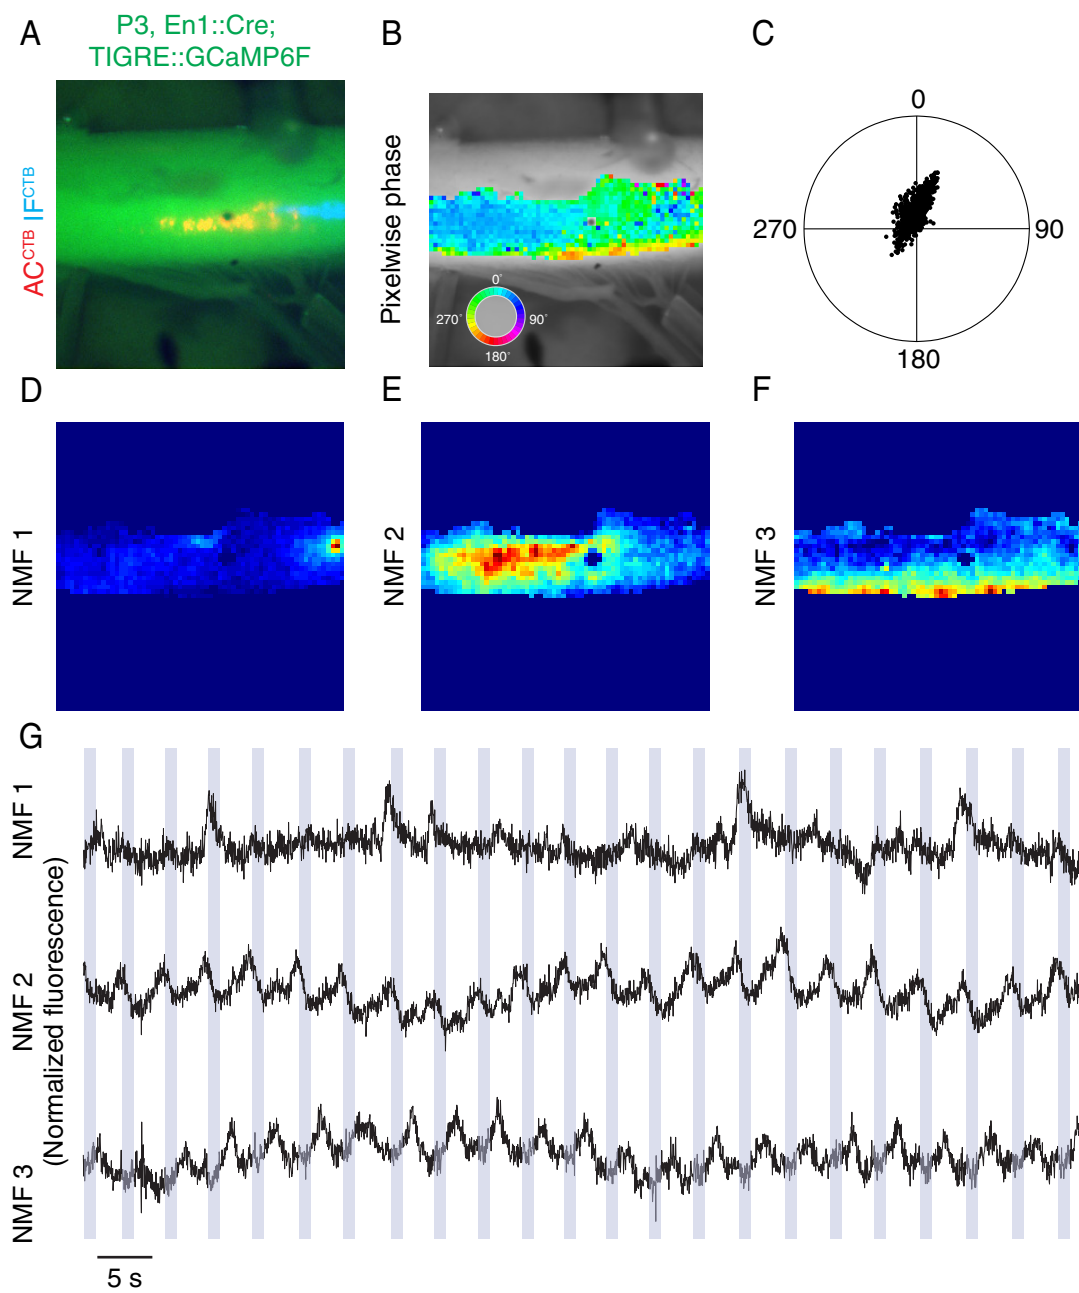 A
P3, En1::Cre;
TIGRE::GCaMP6F
AC^CTB IF^CTB
B
Pixelwise phase
0°
270°
90°
180°
C
0
270
90
180
D
NMF 1
E
NMF 2
F
NMF 3
G
NMF 1
NMF 2
NMF 3
(Normalized fluorescence)
5 s